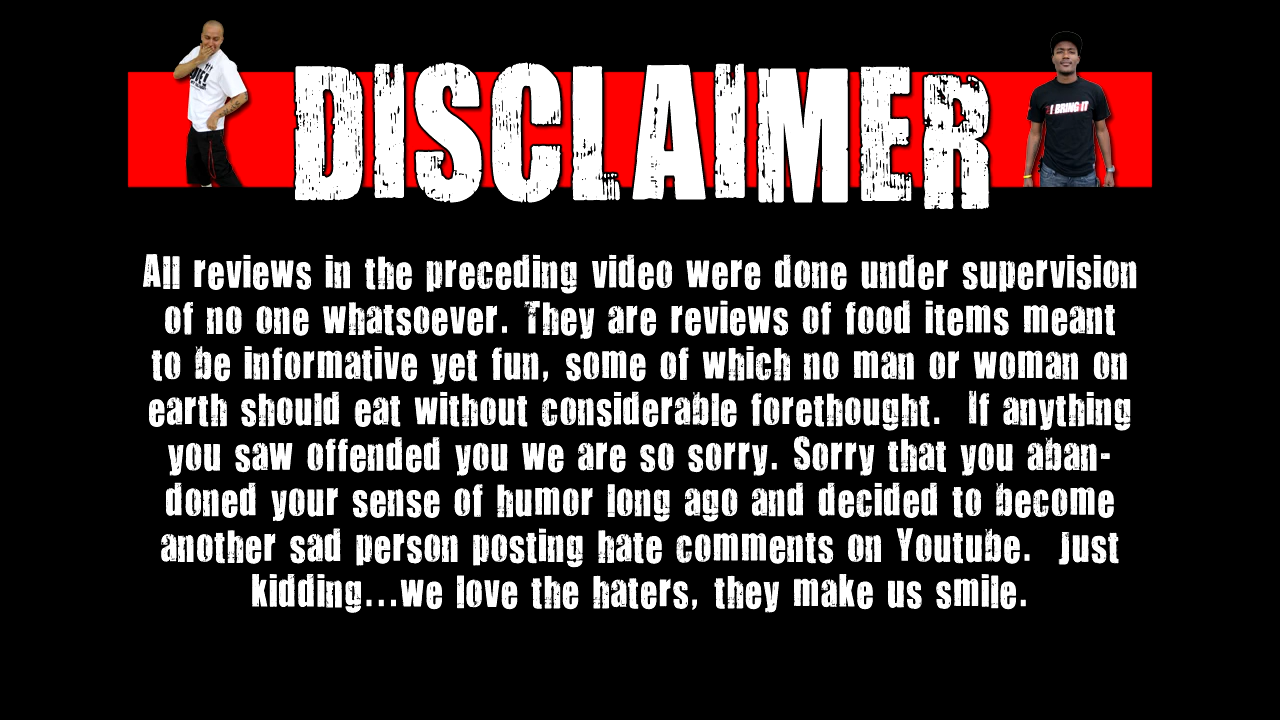 DISCLAIMER
I BRING IT
All reviews in the preceding video were done under supervision
of no one whatsoever. They are reviews of food items meant
to be informative yet fun, some of which no man or woman on
earth should eat without considerable forethought.  If anything
you saw offended you we are so sorry. Sorry that you aban-
doned your sense of humor long ago and decided to become
another sad person posting hate comments on Youtube.  Just
kidding...we love the haters, they make us smile.